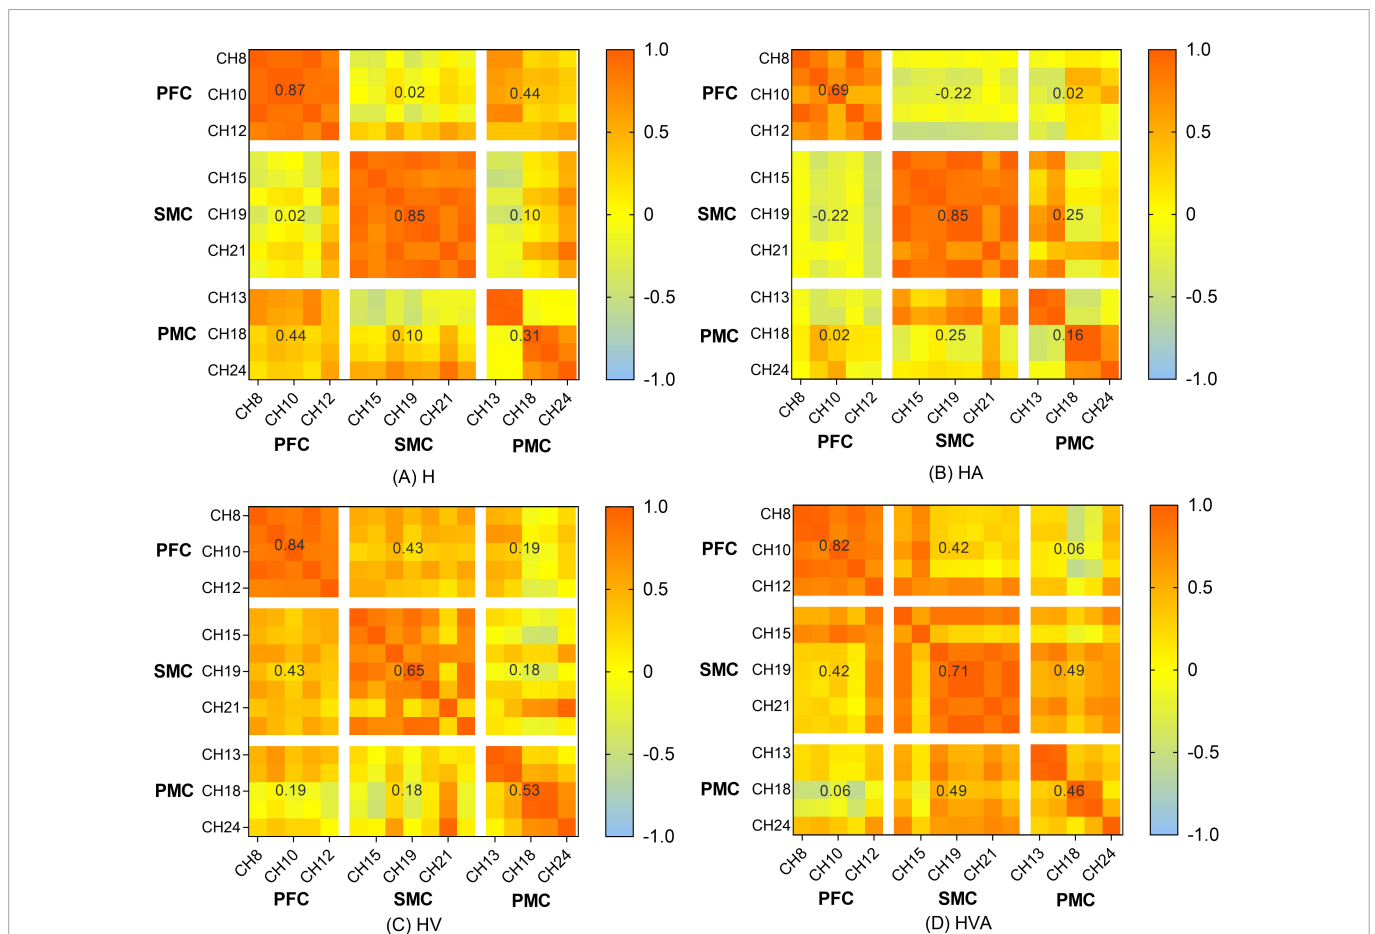 CH8
PFC
CH10
CH12
0.87
0.02
0.44
CH15
SMC
CH19
CH21
0.02
0.85
0.10
CH13
PMC
CH18
CH24
0.44
0.10
0.31
CH8 CH10 CH12 CH15 CH19 CH21 CH13 CH18 CH24
PFC SMC PMC
1.0
0.5
0
-0.5
-1.0
(A) H
CH8
PFC
CH10
CH12
0.69
-0.22
0.02
CH15
SMC
CH19
CH21
-0.22
0.85
0.25
CH13
PMC
CH18
CH24
0.02
0.25
0.16
CH8 CH10 CH12 CH15 CH19 CH21 CH13 CH18 CH24
PFC SMC PMC
1.0
0.5
0
-0.5
-1.0
(B) HA
CH8
PFC
CH10
CH12
0.84
0.43
0.19
CH15
SMC
CH19
CH21
0.43
0.65
0.18
CH13
PMC
CH18
CH24
0.19
0.18
0.53
CH8 CH10 CH12 CH15 CH19 CH21 CH13 CH18 CH24
PFC SMC PMC
1.0
0.5
0
-0.5
-1.0
(C) HV
CH8
PFC
CH10
CH12
0.82
0.42
0.06
CH15
SMC
CH19
CH21
0.42
0.71
0.49
CH13
PMC
CH18
CH24
0.06
0.49
0.46
CH8 CH10 CH12 CH15 CH19 CH21 CH13 CH18 CH24
PFC SMC PMC
1.0
0.5
0
-0.5
-1.0
(D) HVA